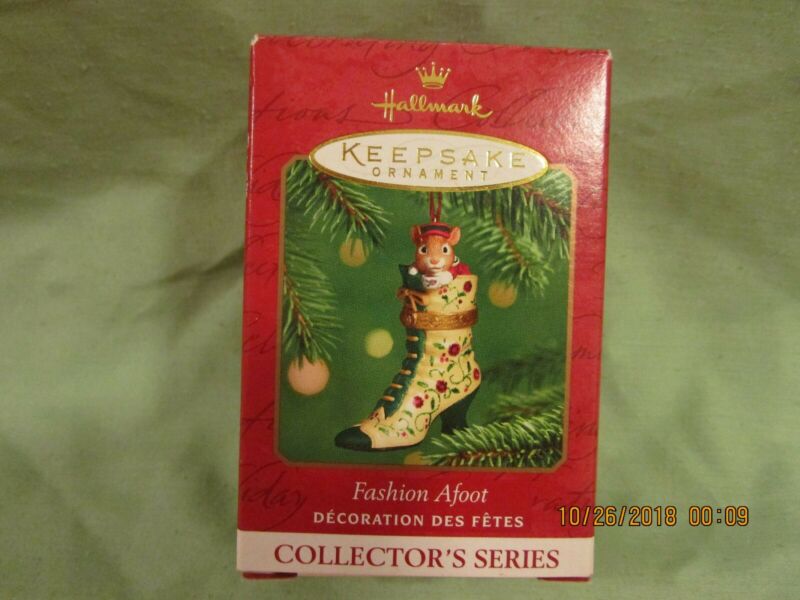 Hallmark
KEEPSAKE
ORNAMENT
Fashion Afoot
DÉCORATION DES FÊTES
COLLECTOR'S SERIES
10/26/2018 00:09